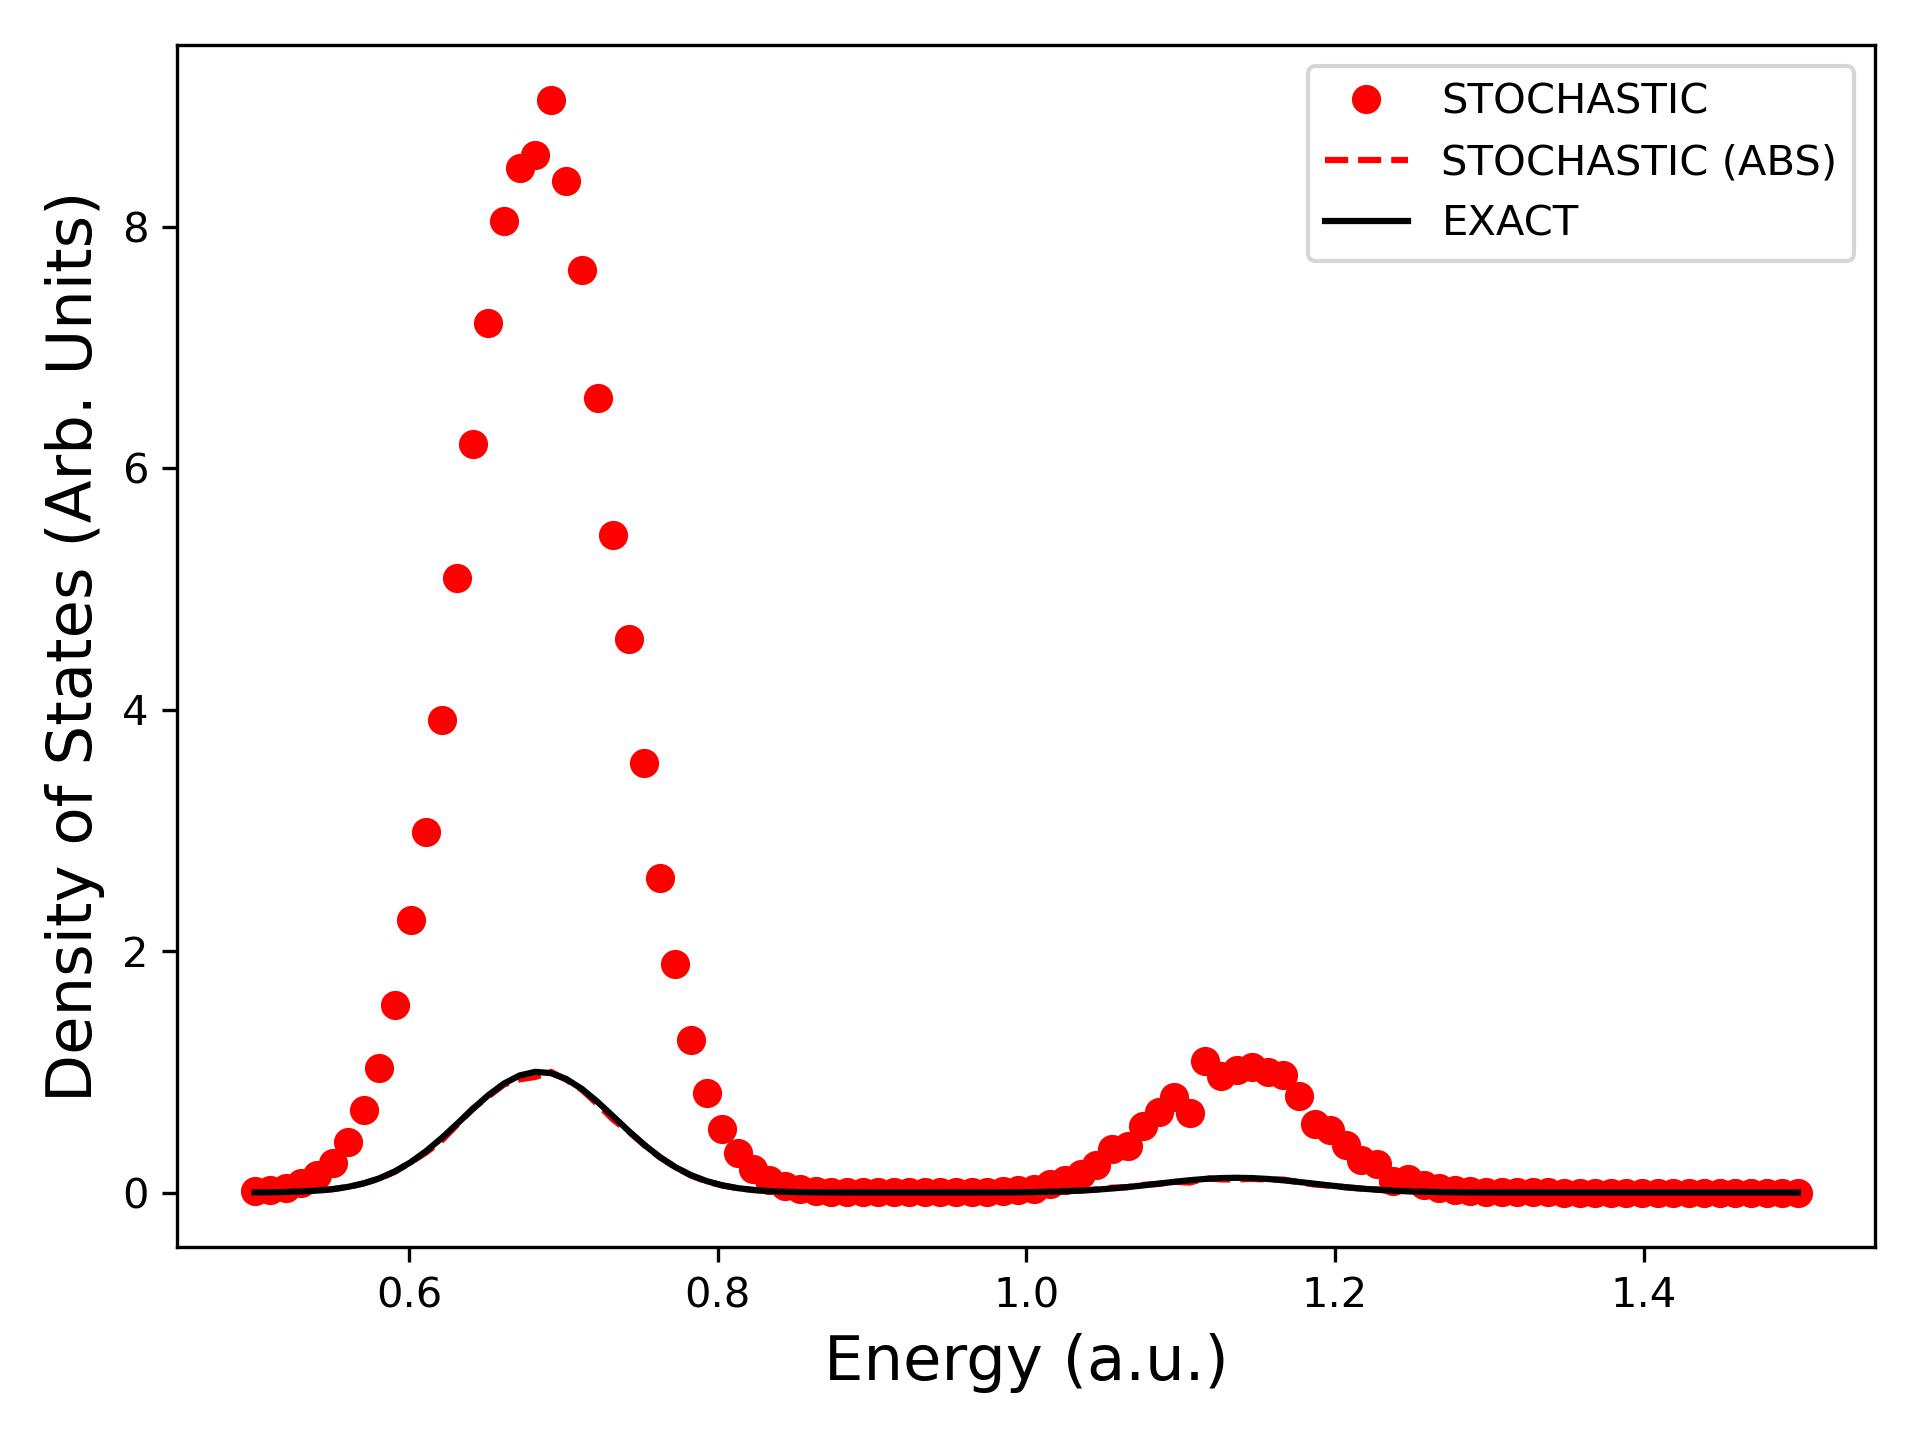 STOCHASTIC
STOCHASTIC (ABS)
EXACT
Density of States (Arb. Units)
8
6
4
2
0
0.6 0.8 1.0 1.2 1.4
Energy (a.u.)